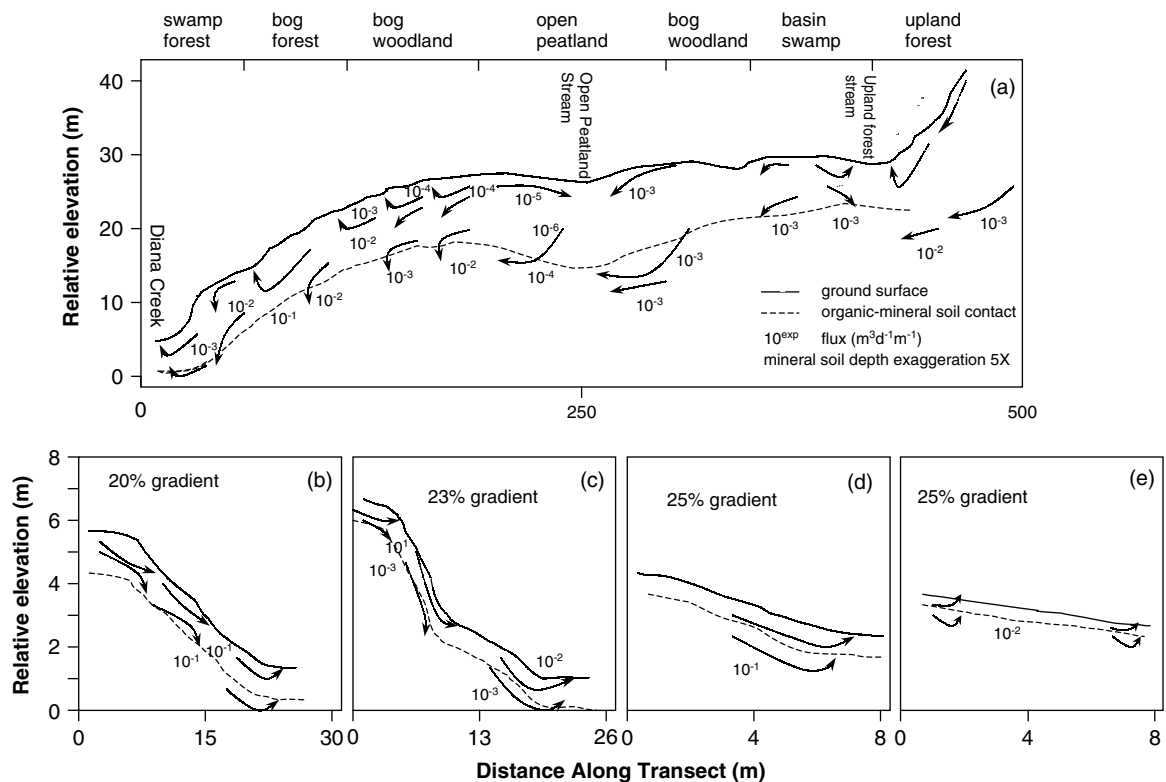 swamp forest
bog forest
bog woodland
open peatland
bog woodland
basin swamp
upland forest
(a)
Relative elevation (m)
40
30
20
10
0
Diana Creek
Open Peatland Stream
Upland forest stream
10-4
10-4
10-5
10-3
10-3
10-2
10-6
10-3
10-3
10-3
10-2
10-3
10-2
10-4
10-3
10-2
10-2
10-1
10-3
10-3
ground surface
organic-mineral soil contact
10exp flux (m3d-1m-1)
mineral soil depth exaggeration 5X
0
250
500
Relative elevation (m)
8
6
4
2
0
20% gradient
(b)
10-1
10-1
0
15
30
23% gradient
(c)
101
10-3
10-2
10-3
0
13
26
25% gradient
(d)
10-1
0
4
8
25% gradient
(e)
10-2
0
4
8
Distance Along Transect (m)